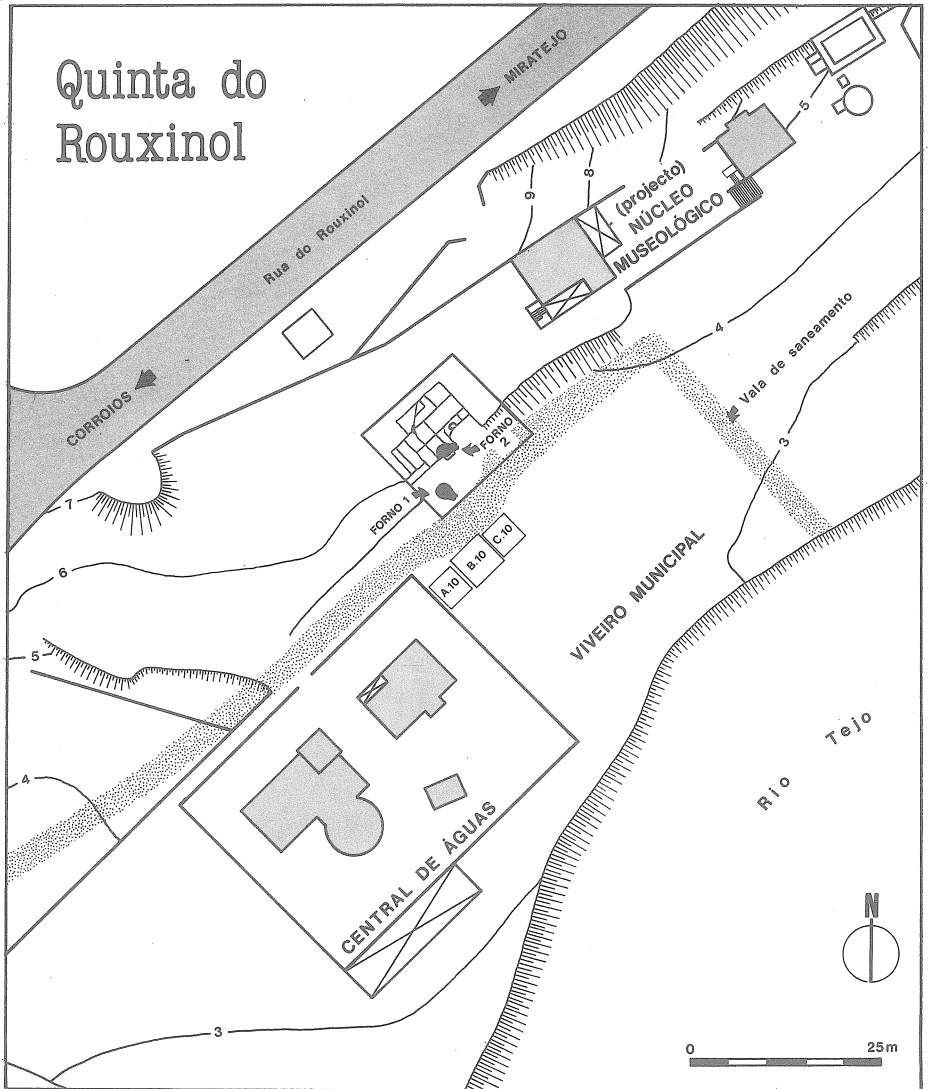 Quinta do
Rouxinol
MIRATEJO
Rua do Rouxinol
CORROIOS
(projecto)
NÚCLEO
MUSEOLÓGICO
9
8
5
4
Vala de saneamento
3
FORNO
2
FORNO 1
7
6
5
4
A.10
B.10
C.10
VIVEIRO MUNICIPAL
Rio Tejo
CENTRAL DE ÁGUAS
3
N
0 25m